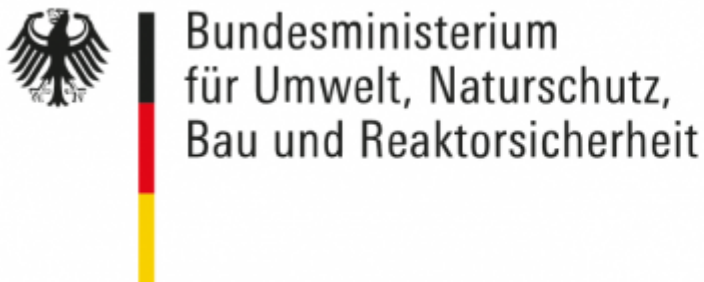 Bundesministerium
für Umwelt, Naturschutz,
Bau und Reaktorsicherheit